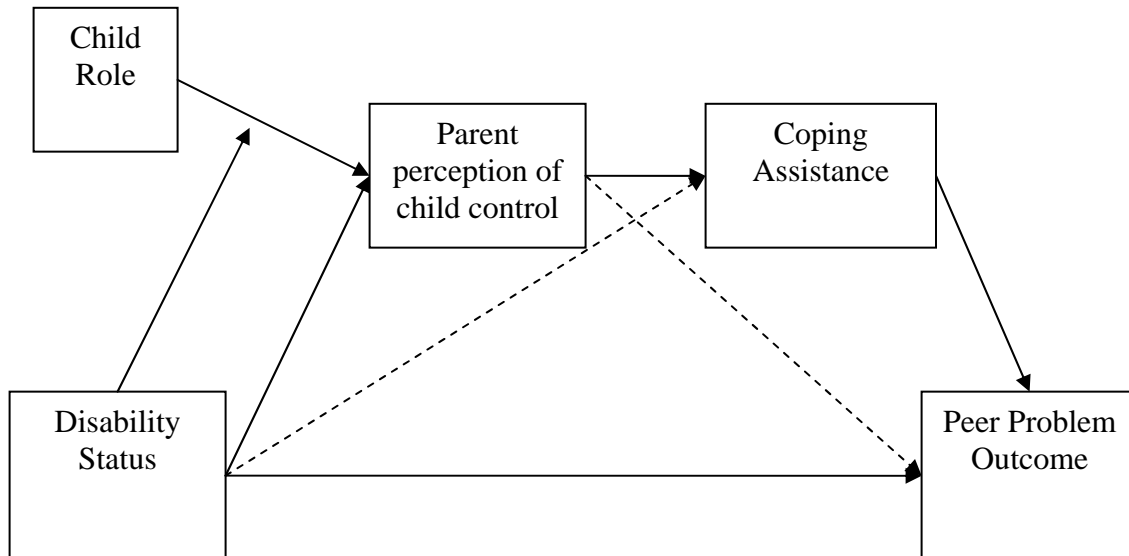 Child
Role
Parent
perception of
child control
Coping
Assistance
Disability
Status
Peer Problem
Outcome